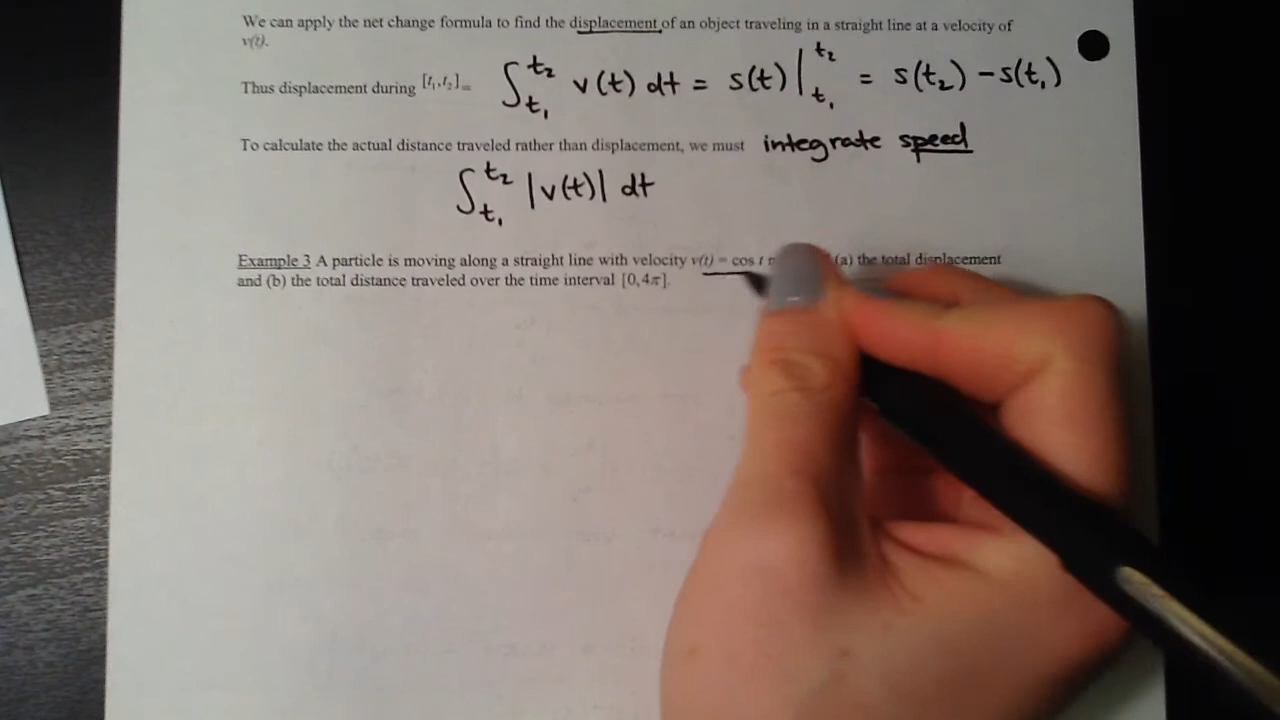 We can apply the net change formula to find the displacement of an object traveling in a straight line at a velocity of
v(t).
Thus displacement during [t₁,t₂]= ∫_{t₁}^{t₂} v(t) dt = s(t) |_{t₁}^{t₂} = s(t₂) - s(t₁)
To calculate the actual distance traveled rather than displacement, we must integrate speed
∫_{t₁}^{t₂} |v(t)| dt
Example 3 A particle is moving along a straight line with velocity v(t) = cos t (a) the total displacement
and (b) the total distance traveled over the time interval [0,4π].